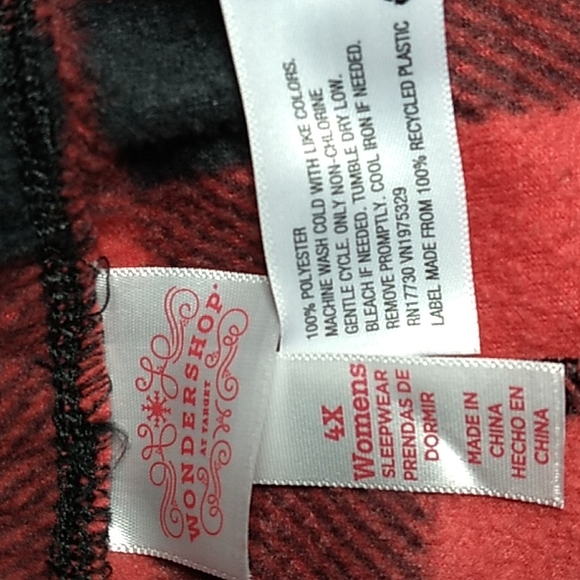 100% POLYESTER
MACHINE WASH COLD WITH LIKE COLORS.
GENTLE CYCLE. ONLY NON-CHLORINE
BLEACH IF NEEDED. TUMBLE DRY LOW.
REMOVE PROMPTLY. COOL IRON IF NEEDED.
RN17730 VN1975329
LABEL MADE FROM 100% RECYCLED PLASTIC
WONDERSHOP
AT TARGET
4X
Womens
SLEEPWEAR
PRENDAS DE
DORMIR
MADE IN
CHINA
HECHO EN
CHINA